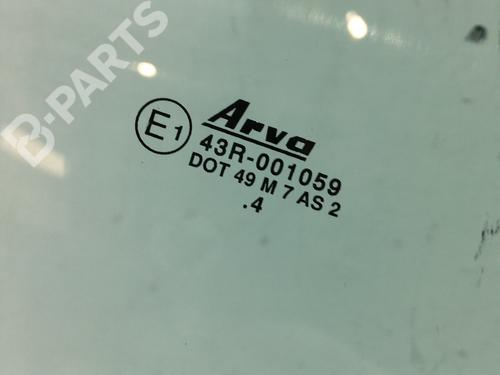 B-PARTS
Arva
E1
43R-001059
DOT 49 M 7 AS 2
.4